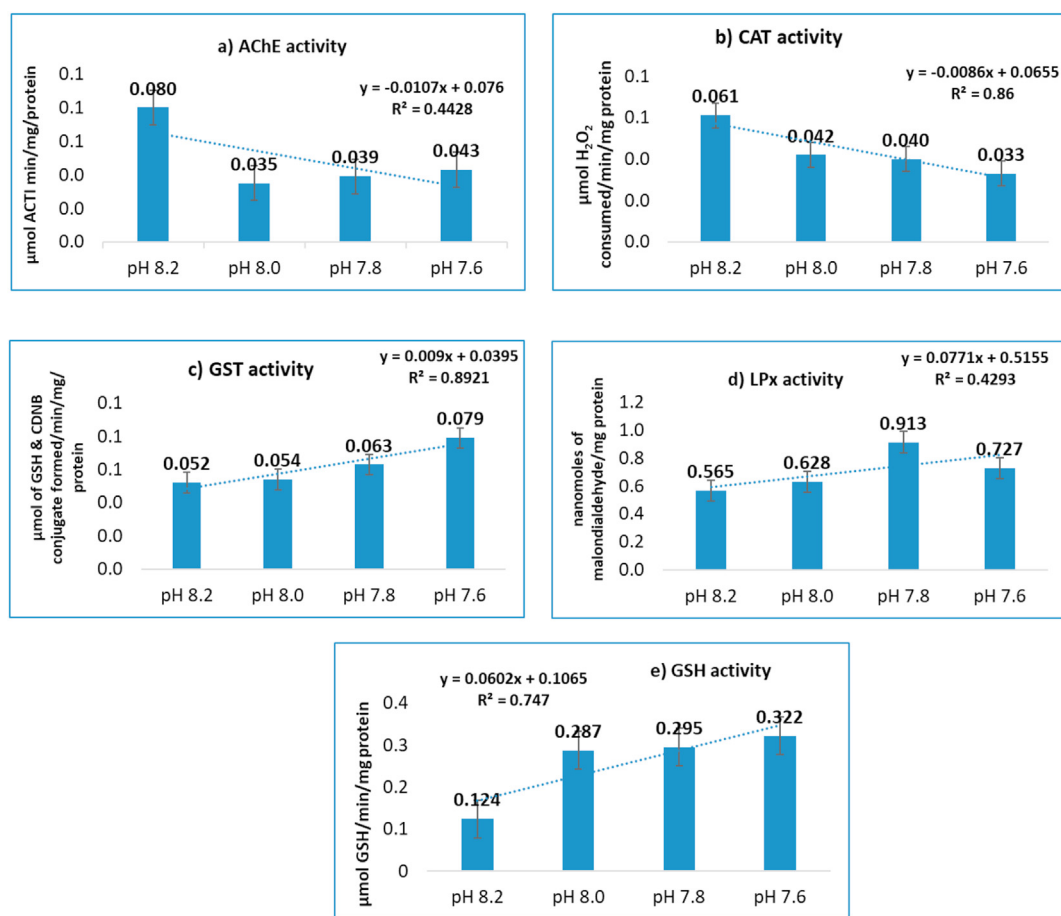 a) AChE activity
y = -0.0107x + 0.076
R² = 0.4428
µmol ACTI min/mg/protein
0.1
0.1
0.1
0.0
0.0
0.0
0.080
0.035
0.039
0.043
pH 8.2
pH 8.0
pH 7.8
pH 7.6
b) CAT activity
y = -0.0086x + 0.0655
R² = 0.86
µmol H₂O₂
consumed/min/mg protein
0.1
0.1
0.0
0.0
0.0
0.061
0.042
0.040
0.033
pH 8.2
pH 8.0
pH 7.8
pH 7.6
c) GST activity
y = 0.009x + 0.0395
R² = 0.8921
µmol of GSH & CDNB
conjugate formed/min/mg/
protein
0.1
0.1
0.1
0.0
0.0
0.0
0.052
0.054
0.063
0.079
pH 8.2
pH 8.0
pH 7.8
pH 7.6
d) LPx activity
y = 0.0771x + 0.5155
R² = 0.4293
nanomoles of
malondialdehyde/mg protein
1.2
1.0
0.8
0.6
0.4
0.2
0.0
0.565
0.628
0.913
0.727
pH 8.2
pH 8.0
pH 7.8
pH 7.6
e) GSH activity
y = 0.0602x + 0.1065
R² = 0.747
µmol GSH/min/mg protein
0.4
0.3
0.2
0.1
0
0.124
0.287
0.295
0.322
pH 8.2
pH 8.0
pH 7.8
pH 7.6